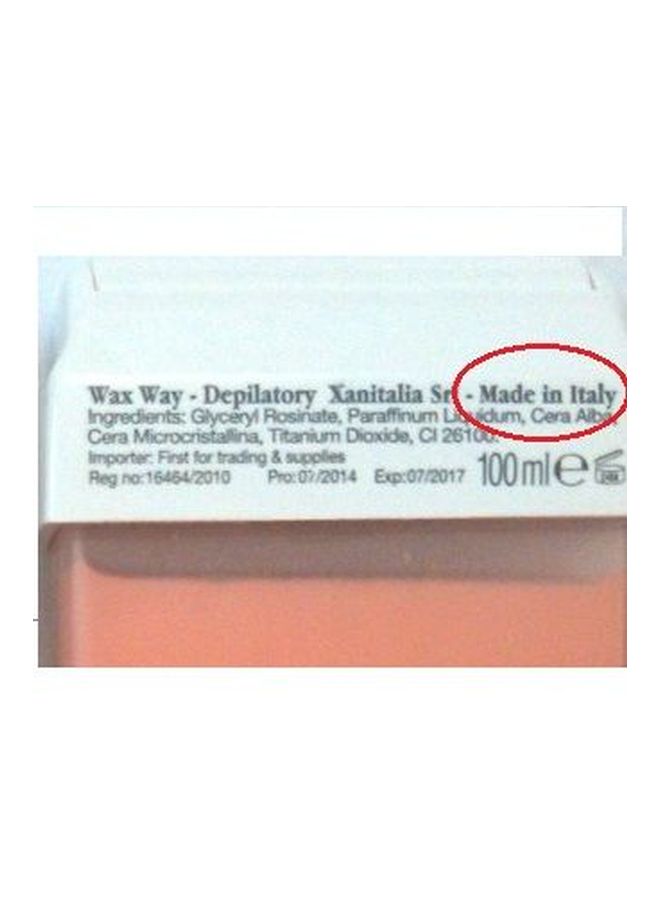 Wax Way - Depilatory Xanitalia Srl - Made in Italy
Ingredients: Glyceryl Rosinate, Paraffinum Liquidum, Cera Alba,
Cera Microcristallina, Titanium Dioxide, CI 26100.
Importer: First for trading & supplies
Reg no:16464/2010 Pro:07/2014 Exp:07/2017 100ml e